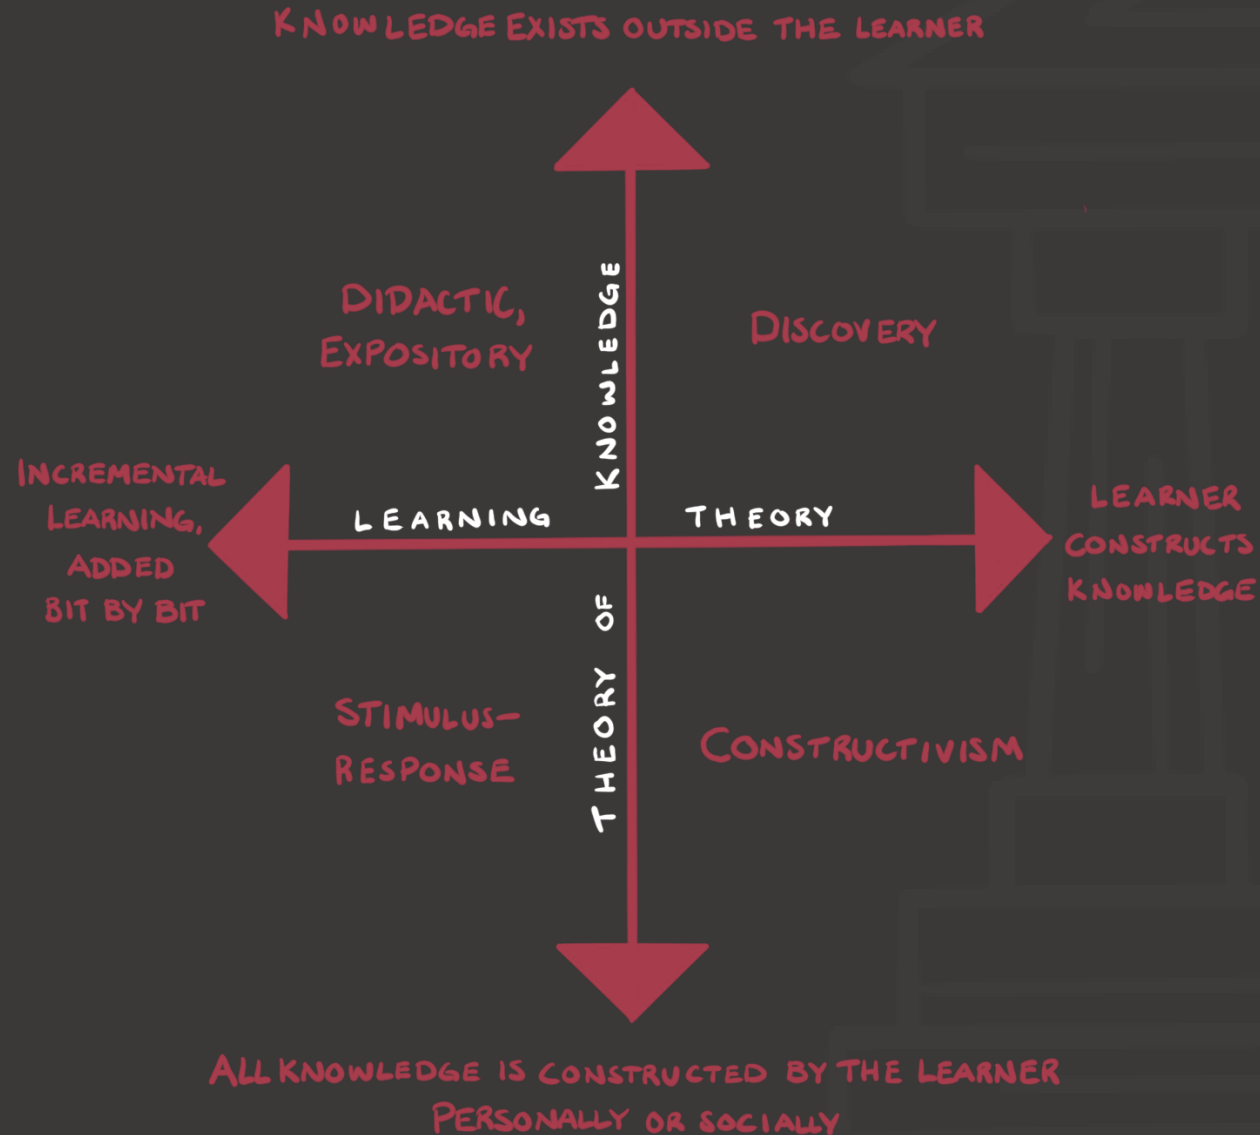 KNOWLEDGE EXISTS OUTSIDE THE LEARNER
DIDACTIC,
EXPOSITORY
DISCOVERY
THEORY OF KNOWLEDGE
INCREMENTAL
LEARNING,
ADDED
BIT BY BIT
LEARNING THEORY
LEARNER
CONSTRUCTS
KNOWLEDGE
STIMULUS-
RESPONSE
CONSTRUCTIVISM
ALL KNOWLEDGE IS CONSTRUCTED BY THE LEARNER
PERSONALLY OR SOCIALLY